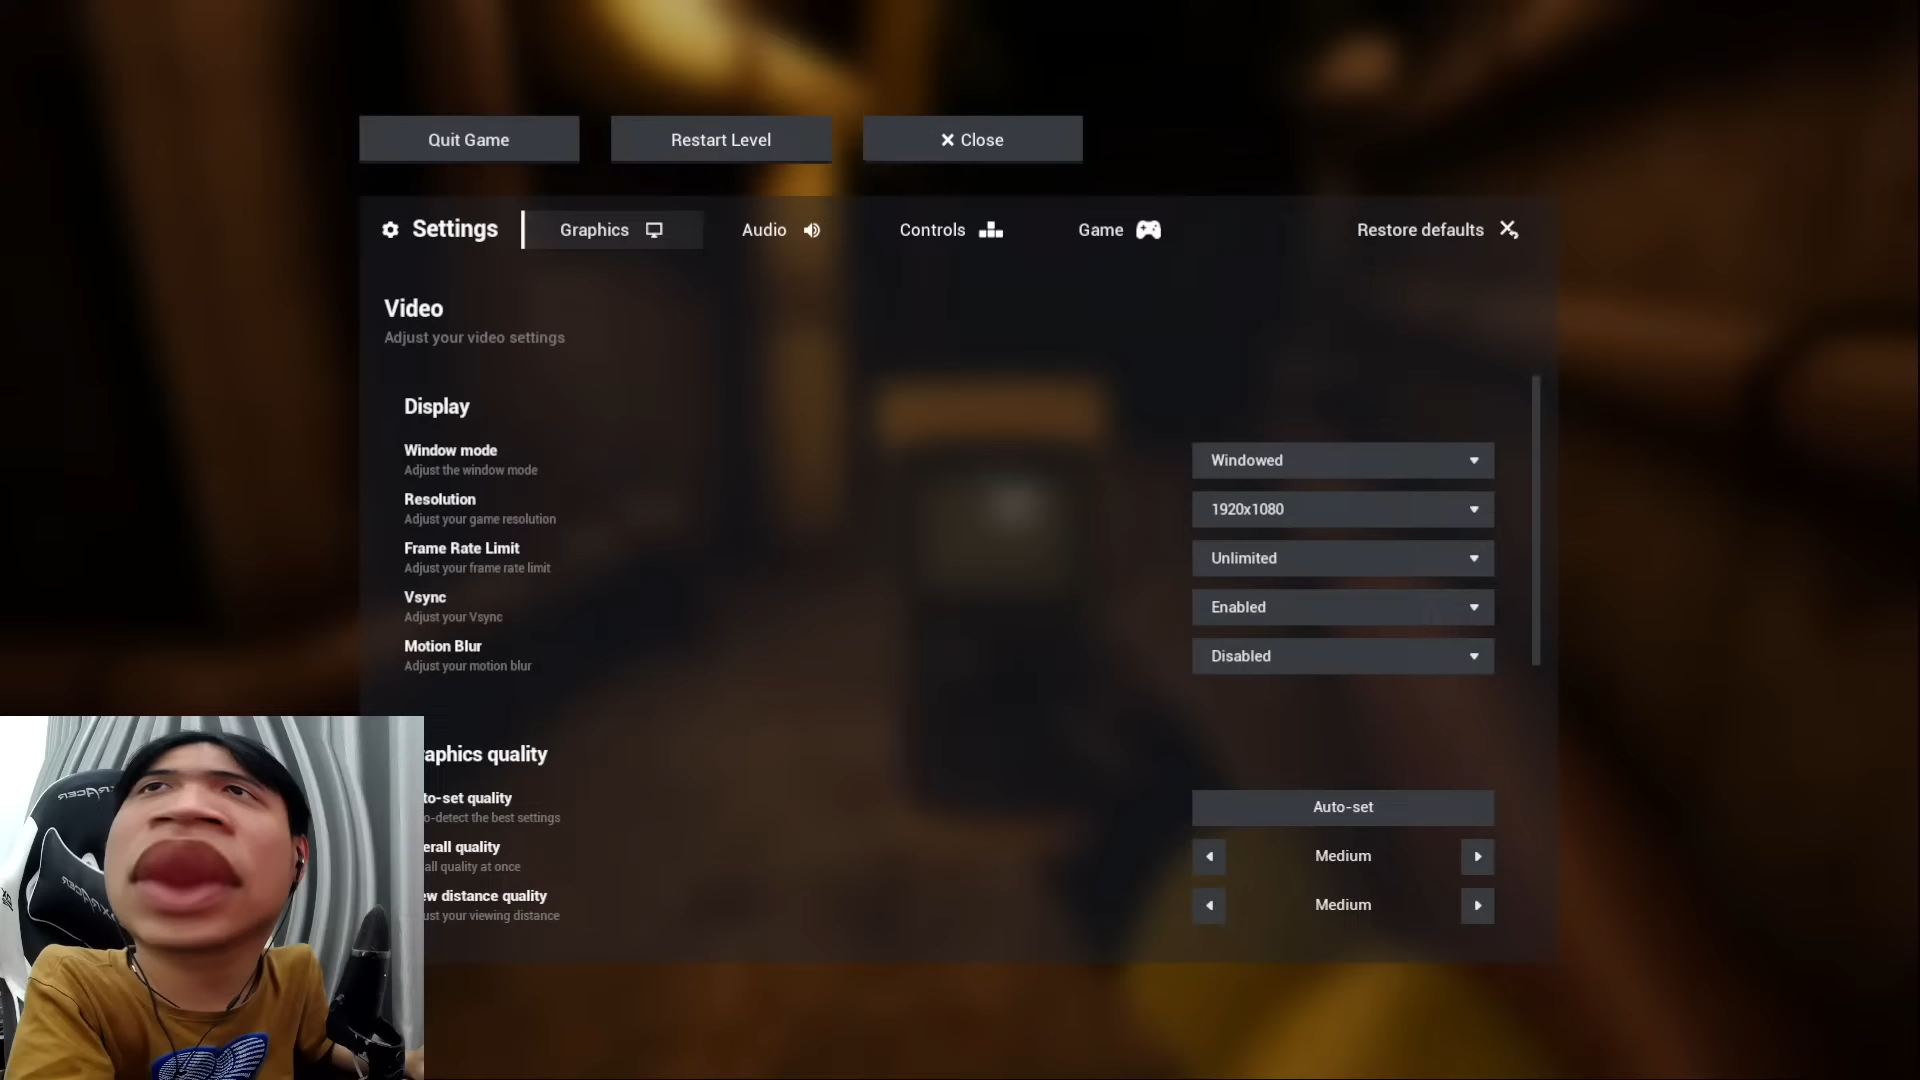 Quit Game
Restart Level
Close
Settings
Graphics
Audio
Controls
Game
Restore defaults
Video
Adjust your video settings
Display
Window mode
Adjust the window mode
Windowed
Resolution
Adjust your game resolution
1920x1080
Frame Rate Limit
Adjust your frame rate limit
Unlimited
Vsync
Adjust your Vsync
Enabled
Motion Blur
Adjust your motion blur
Disabled
aphics quality
to-set quality
o-detect the best settings
Auto-set
erall quality
all quality at once
Medium
ew distance quality
ust your viewing distance
Medium